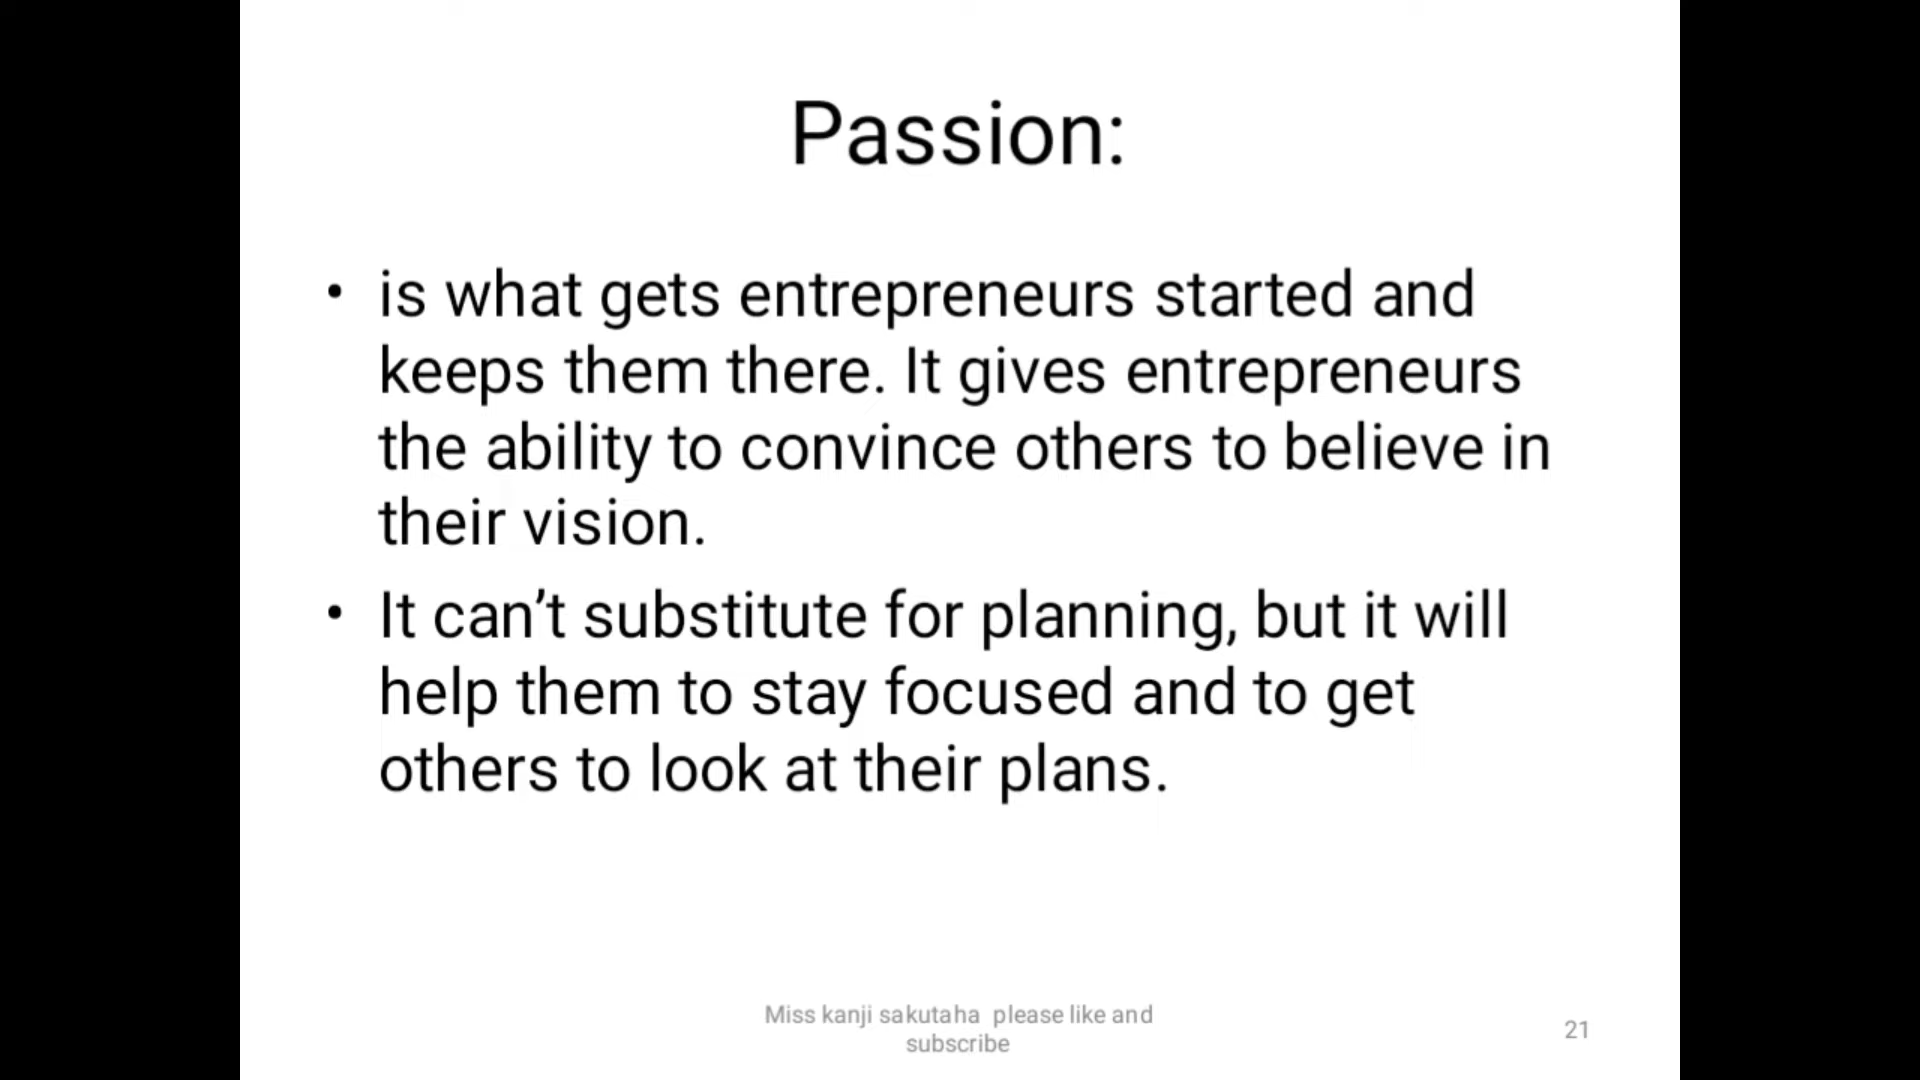 Passion:
• is what gets entrepreneurs started and
keeps them there. It gives entrepreneurs
the ability to convince others to believe in
their vision.
• It can’t substitute for planning, but it will
help them to stay focused and to get
others to look at their plans.
Miss kanji sakutaha  please like and
subscribe
21